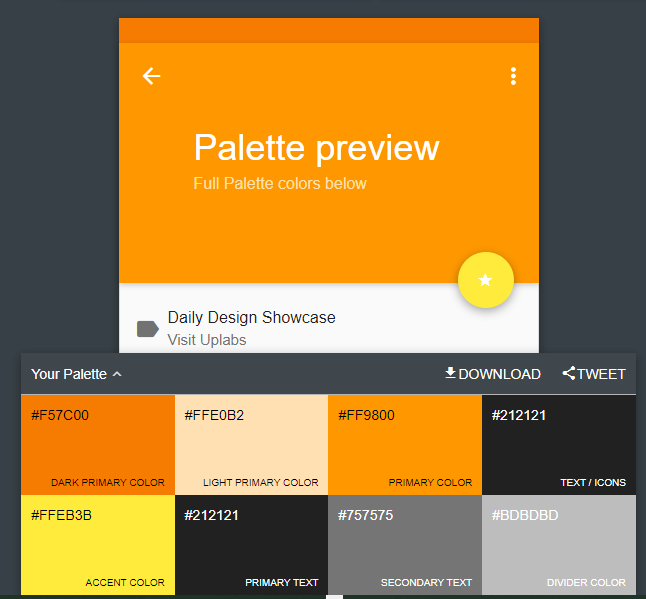 Palette preview
Full Palette colors below
Daily Design Showcase
Visit Uplabs
Your Palette
DOWNLOAD
TWEET
#F57C00
DARK PRIMARY COLOR
#FFE0B2
LIGHT PRIMARY COLOR
#FF9800
PRIMARY COLOR
#212121
TEXT / ICONS
#FFEB3B
ACCENT COLOR
#212121
PRIMARY TEXT
#757575
SECONDARY TEXT
#BDBDBD
DIVIDER COLOR